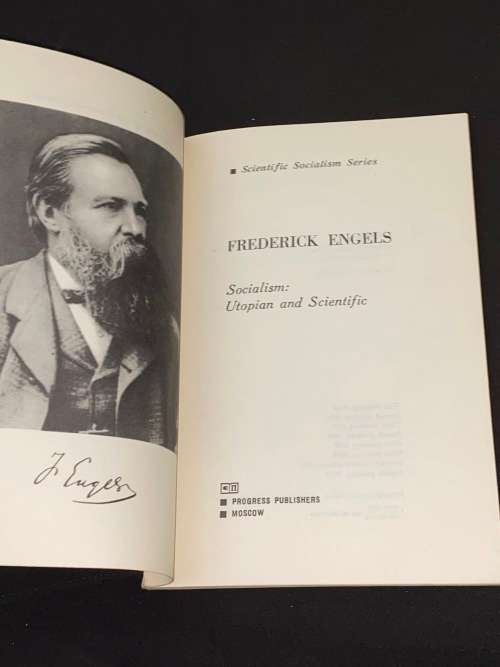 F. Engels
Scientific Socialism Series
FREDERICK ENGELS
Socialism:
Utopian and Scientific
PROGRESS PUBLISHERS
MOSCOW